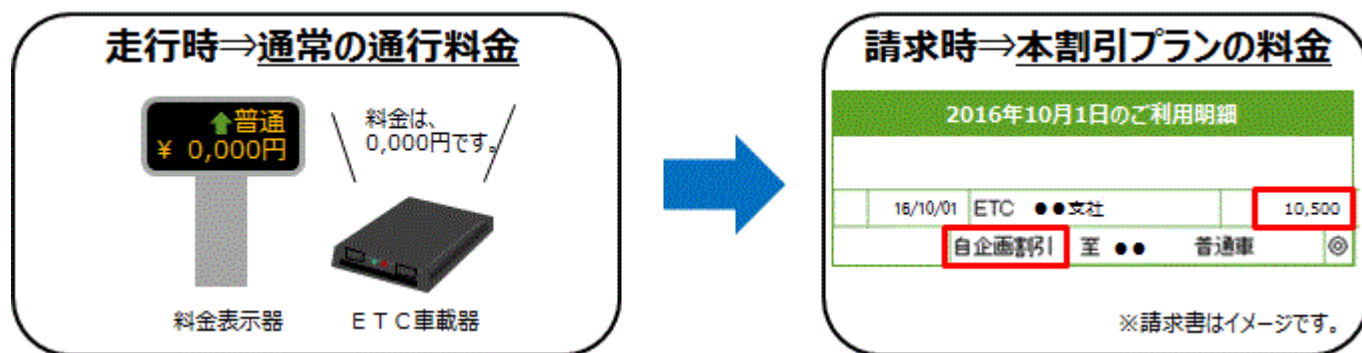 走行時⇒通常の通行料金
↑普通
¥ 0,000円
料金は、
0,000円です。
料金表示器
ETC車載器
請求時⇒本割引プランの料金
2016年10月1日のご利用明細
16/10/01 ETC ●●支社 10,500
自企画割引 至 ●● 普通車 ◎
※請求書はイメージです。